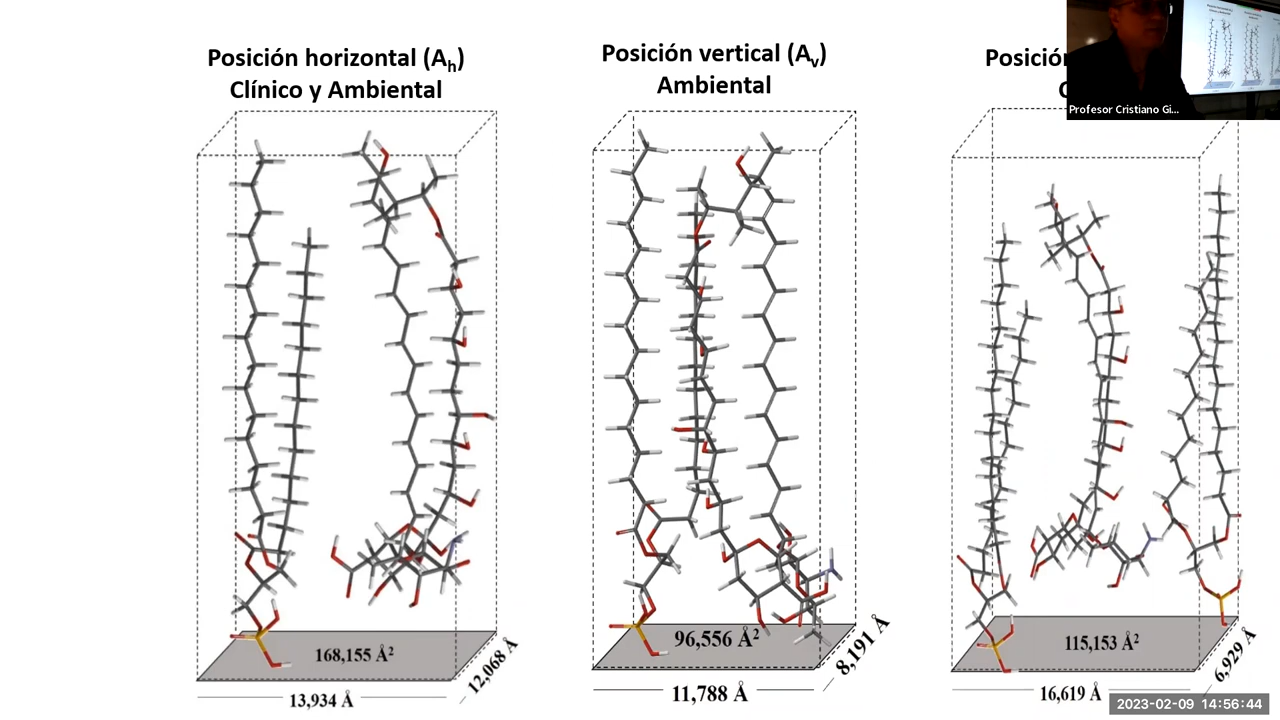 Posición horizontal (Ah)
Clínico y Ambiental
Posición vertical (Av)
Ambiental
Posición
Profesor Cristiano Gi...
168,155 Å²
13,934 Å
12,068 Å
96,556 Å²
11,788 Å
8,191 Å
115,153 Å²
16,619 Å
6,929 Å
2023-02-09 14:56:44